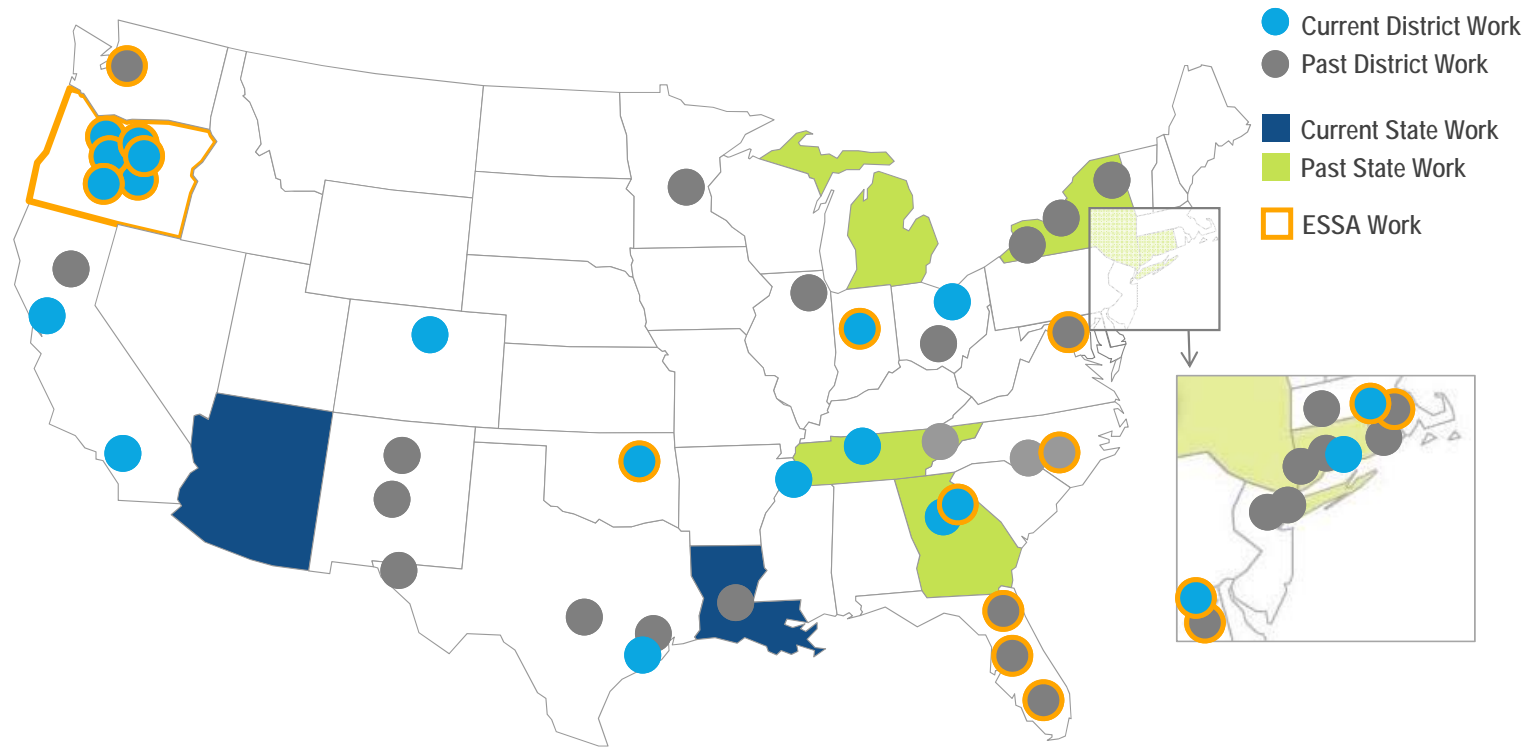 Current District Work
Past District Work
Current State Work
Past State Work
ESSA Work